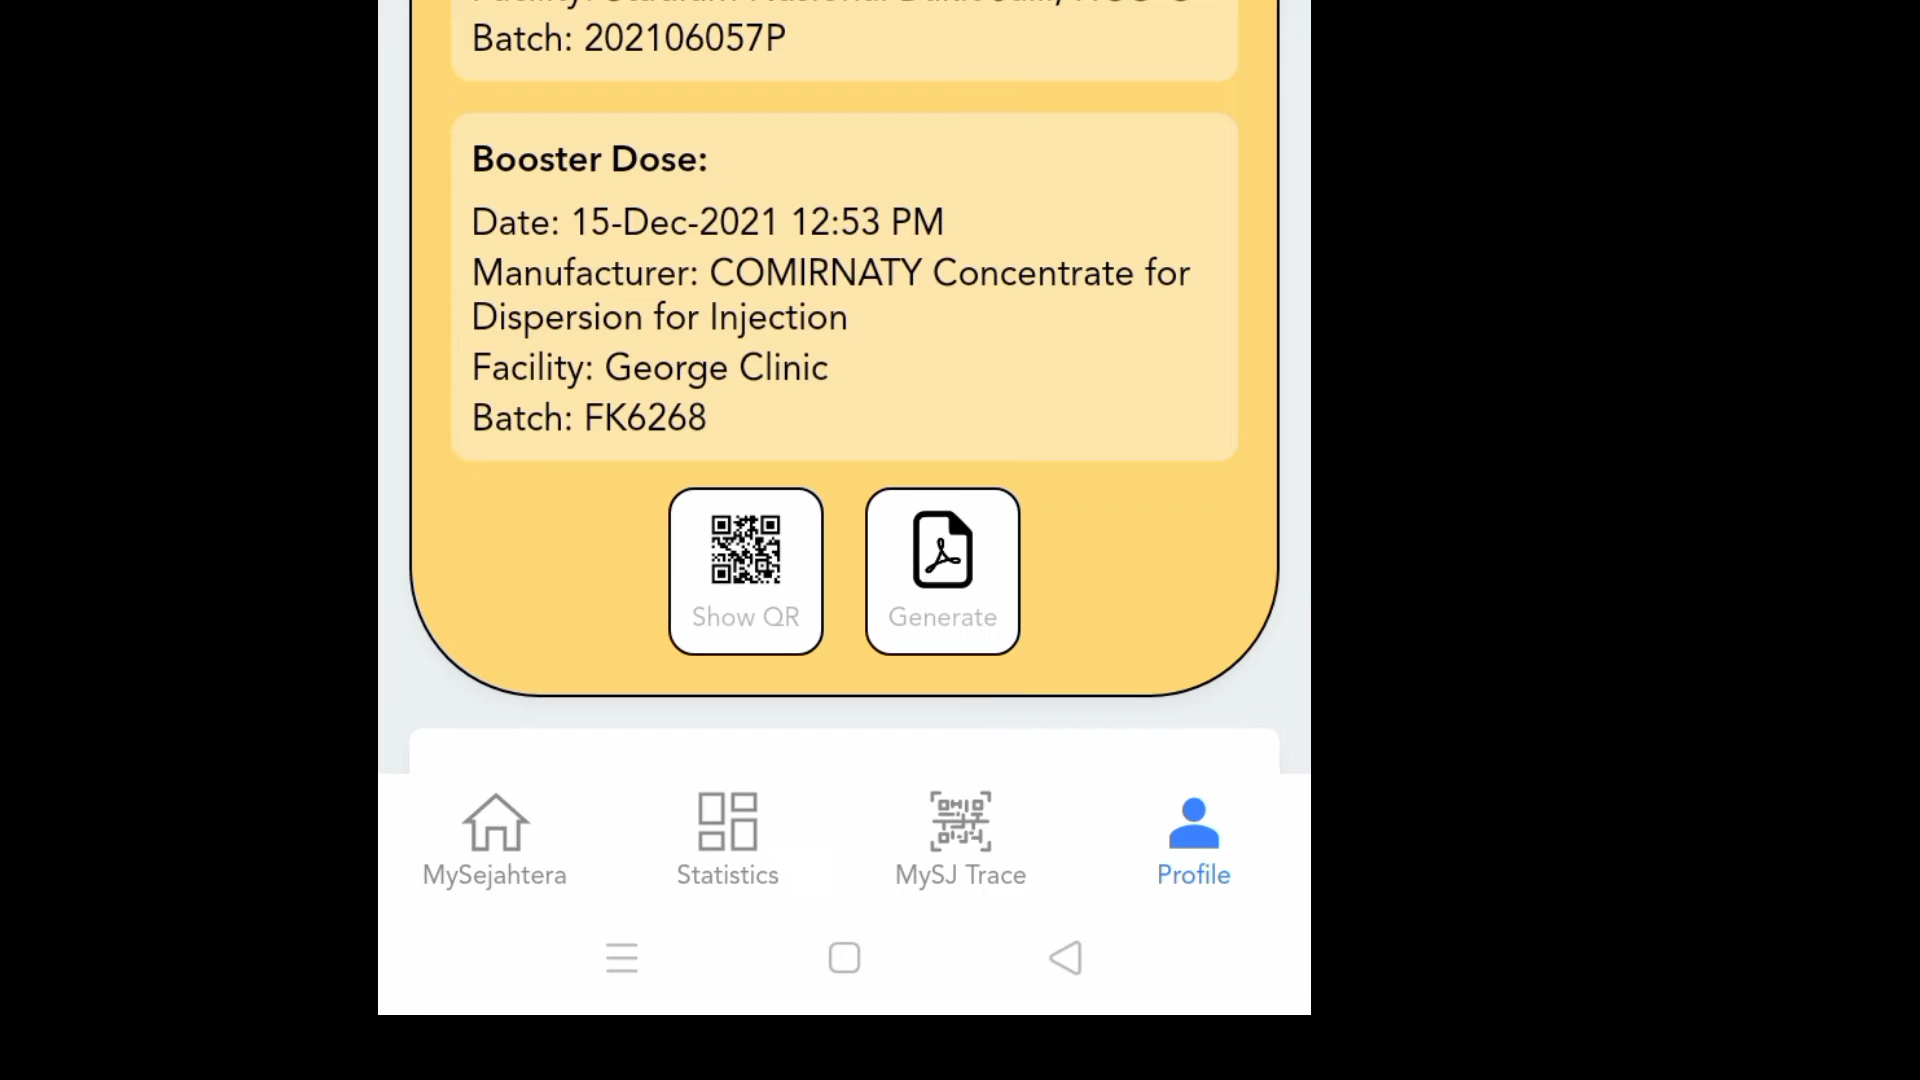 Batch: 202106057P
Booster Dose:
Date: 15-Dec-2021 12:53 PM
Manufacturer: COMIRNATY Concentrate for
Dispersion for Injection
Facility: George Clinic
Batch: FK6268
Show QR
Generate
MySejahtera
Statistics
MySJ Trace
Profile